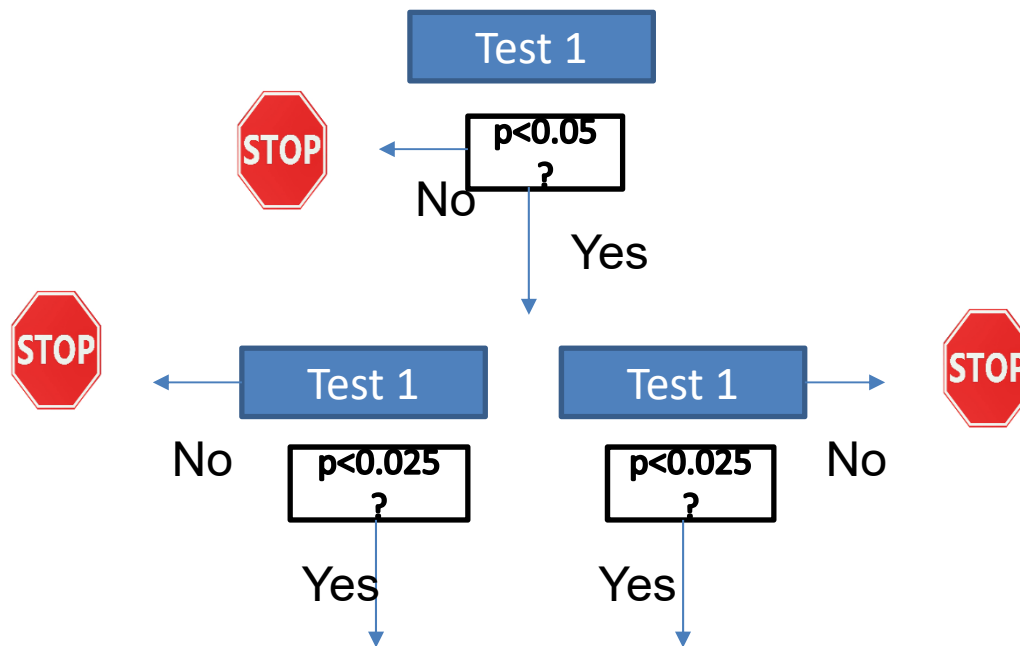 Test 1
p<0.05
?
STOP
No
Yes
STOP
Test 1
Test 1
STOP
No
p<0.025
?
p<0.025
?
No
Yes
Yes